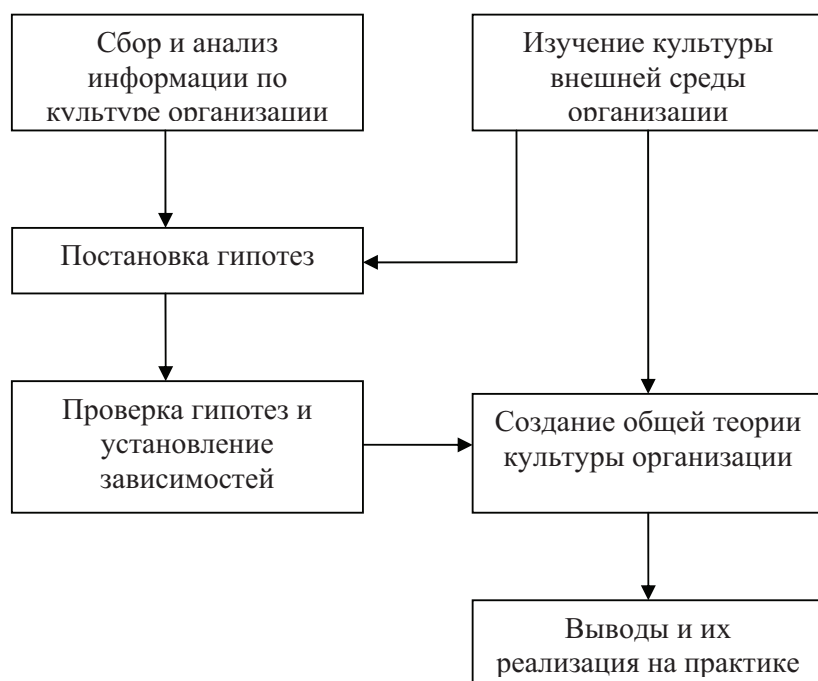 Сбор и анализ
информации по
культуре организации
Изучение культуры
внешней среды
организации
Постановка гипотез
Проверка гипотез и
установление
зависимостей
Создание общей теории
культуры организации
Выводы и их
реализация на практике